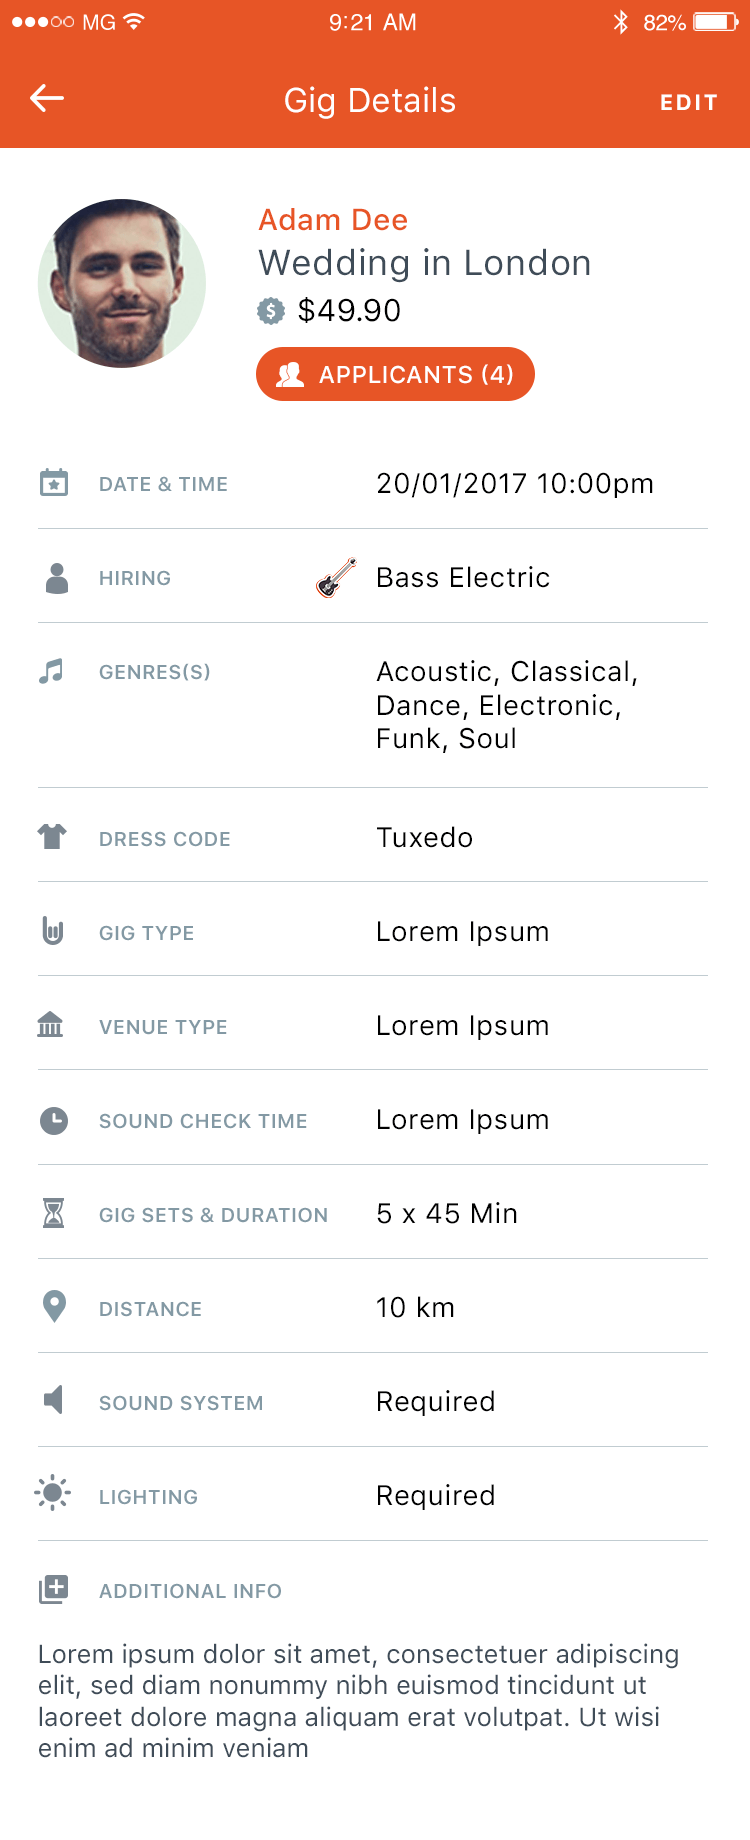 MG 9:21 AM 82%
Gig Details EDIT
Adam Dee
Wedding in London
$ $49.90
APPLICANTS (4)
DATE & TIME 20/01/2017 10:00pm
HIRING Bass Electric
GENRES(S) Acoustic, Classical,
Dance, Electronic,
Funk, Soul
DRESS CODE Tuxedo
GIG TYPE Lorem Ipsum
VENUE TYPE Lorem Ipsum
SOUND CHECK TIME Lorem Ipsum
GIG SETS & DURATION 5 x 45 Min
DISTANCE 10 km
SOUND SYSTEM Required
LIGHTING Required
ADDITIONAL INFO
Lorem ipsum dolor sit amet, consectetuer adipiscing
elit, sed diam nonummy nibh euismod tincidunt ut
laoreet dolore magna aliquam erat volutpat. Ut wisi
enim ad minim veniam